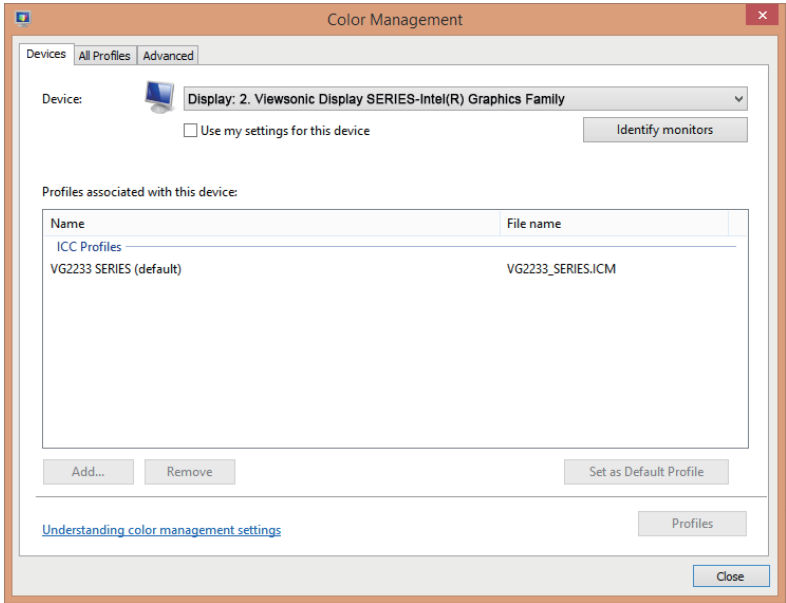 Color Management
Devices All Profiles Advanced
Device: Display: 2. Viewsonic Display SERIES-Intel(R) Graphics Family
Use my settings for this device Identify monitors
Profiles associated with this device:
Name File name
ICC Profiles
VG2233 SERIES (default) VG2233_SERIES.ICM
Add... Remove Set as Default Profile
Understanding color management settings Profiles
Close